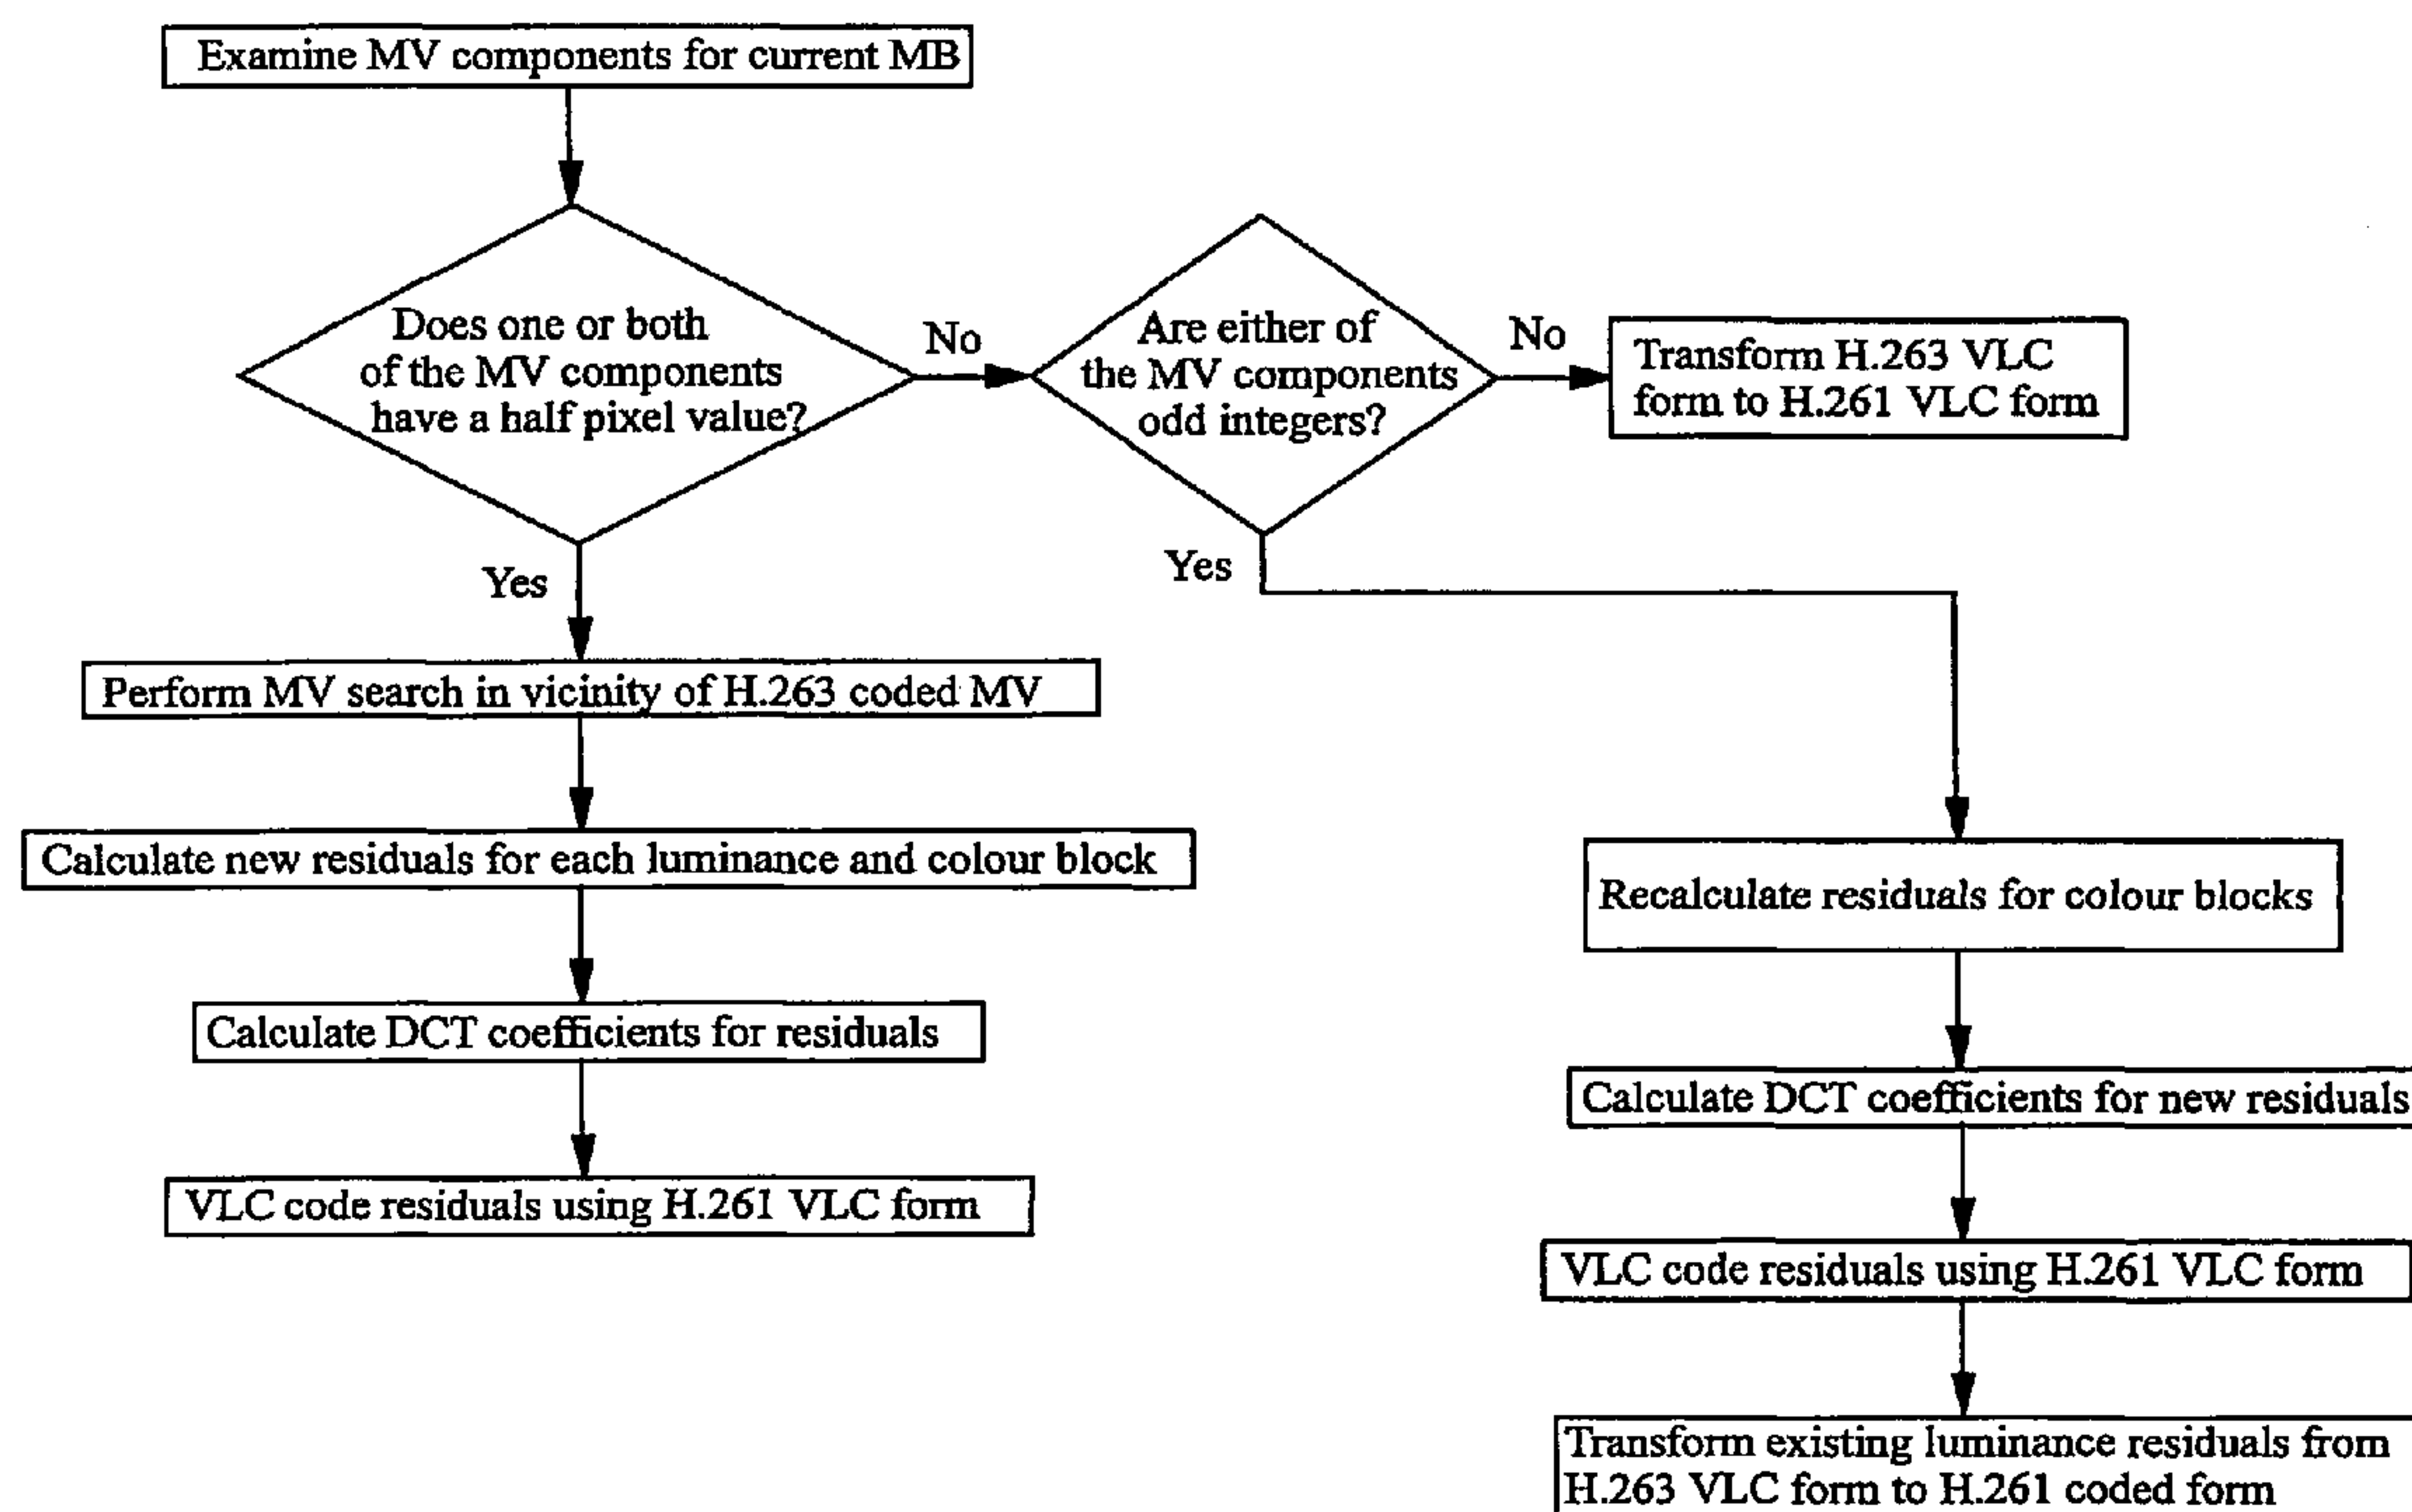 Examine MV components for current MB
Does one or both
of the MV components
have a half pixel value?
No
Are either of
the MV components
odd integers?
No
Transform H.263 VLC
form to H.261 VLC form
Yes
Yes
Perform MV search in vicinity of H.263 coded MV
Calculate new residuals for each luminance and colour block
Recalculate residuals for colour blocks
Calculate DCT coefficients for residuals
Calculate DCT coefficients for new residuals
VLC code residuals using H.261 VLC form
VLC code residuals using H.261 VLC form
Transform existing luminance residuals from
H.263 VLC form to H.261 coded form